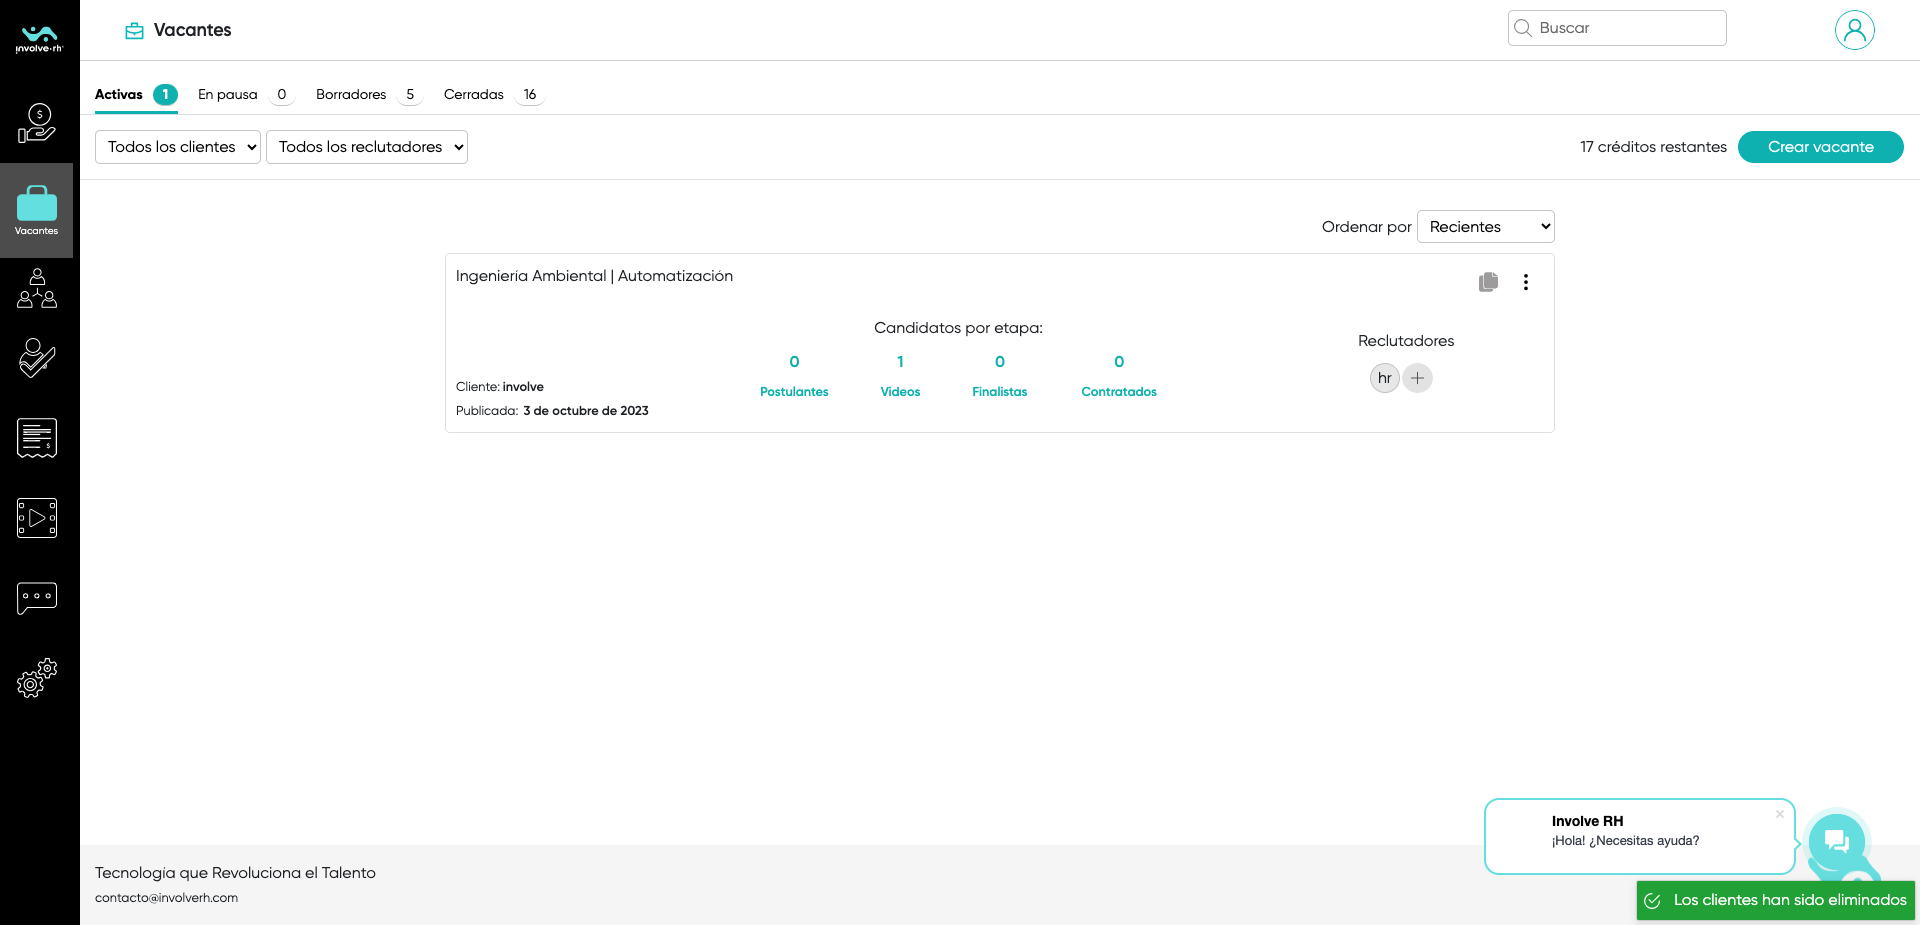 involve·rh
Vacantes
Buscar
Activas 1 En pausa 0 Borradores 5 Cerradas 16
Todos los clientes Todos los reclutadores 17 créditos restantes Crear vacante
Vacantes
Ordenar por Recientes
Ingeniería Ambiental | Automatización
Candidatos por etapa:
Reclutadores
0 1 0 0
Postulantes Videos Finalistas Contratados
hr
Cliente: involve
Publicada: 3 de octubre de 2023
Involve RH
¡Hola! ¿Necesitas ayuda?
Tecnología que Revoluciona el Talento
contacto@involverh.com
Los clientes han sido eliminados